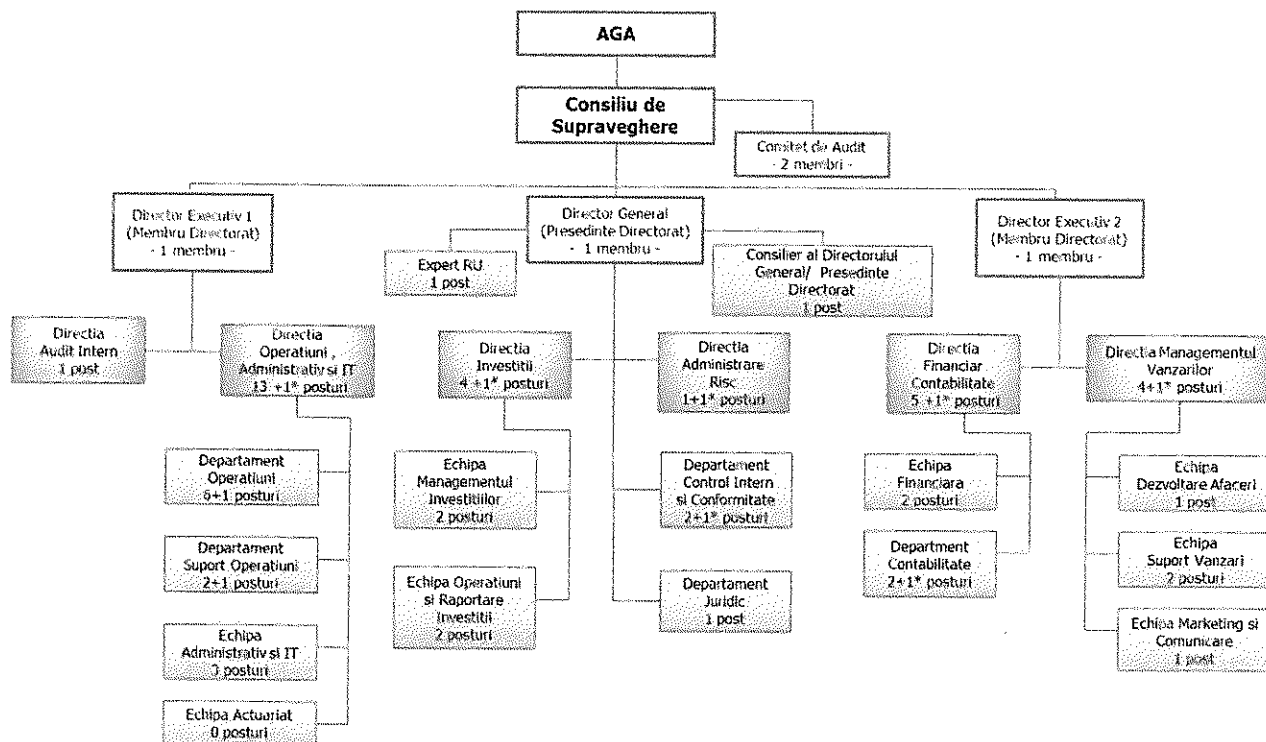 AGA
Consiliu de
Supraveghere
Comitet de Audit
- 2 membri -
Director Executiv 1
(Membru Directorat)
- 1 membru -
Director General
(Presedinte Directorat)
- 1 membru -
Director Executiv 2
(Membru Directorat)
- 1 membru -
Expert RU
1 post
Consilier al Directorului
General/ Presedinte
Directorat
1 post
Directia
Audit Intern
1 post
Directia
Operatiuni ,
Administrativ si IT
13 +1* posturi
Directia
Investitii
4 +1* posturi
Directia
Administrare
Risc
1+1* posturi
Directia
Financiar
Contabilitate
5 +1* posturi
Directia Managementul
Vanzarilor
4+1* posturi
Departament
Operatiuni
6+1 posturi
Departament
Suport Operatiuni
2+1 posturi
Echipa
Administrativ si IT
3 posturi
Echipa Actuariat
0 posturi
Echipa
Managementul
Investitiilor
2 posturi
Echipa Operatiuni
si Raportare
Investitii
2 posturi
Departament
Control Intern
si Conformitate
2+1* posturi
Departament
Juridic
1 post
Echipa
Financiara
2 posturi
Department
Contabilitate
2+1* posturi
Echipa
Dezvoltare Afaceri
1 post
Echipa
Suport Vanzari
2 posturi
Echipa Marketing si
Comunicare
1 post